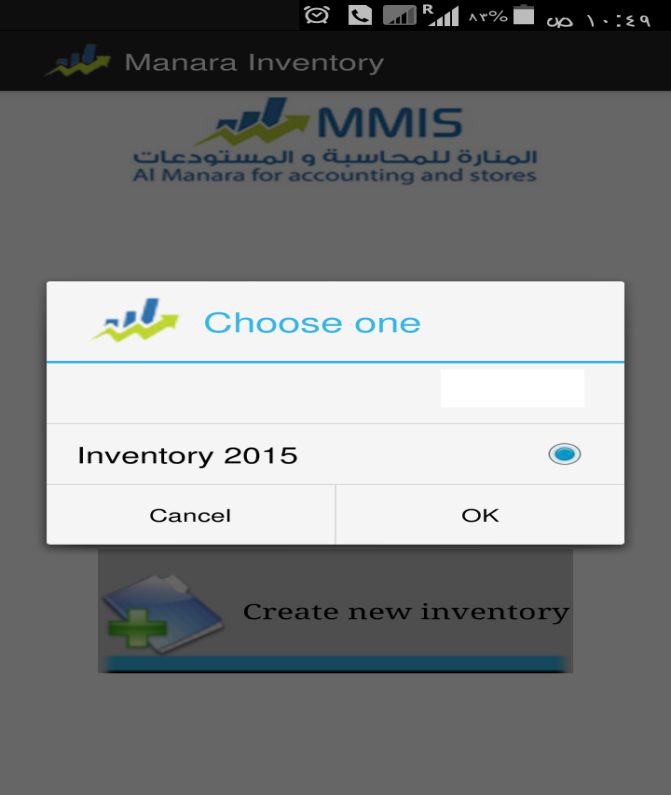 R ٨٣% ١٠:٤٩ ص
Manara Inventory
MMIS
المنارة للمحاسبة و المستودعات
Al Manara for accounting and stores
Choose one
Inventory 2015
Cancel OK
Create new inventory